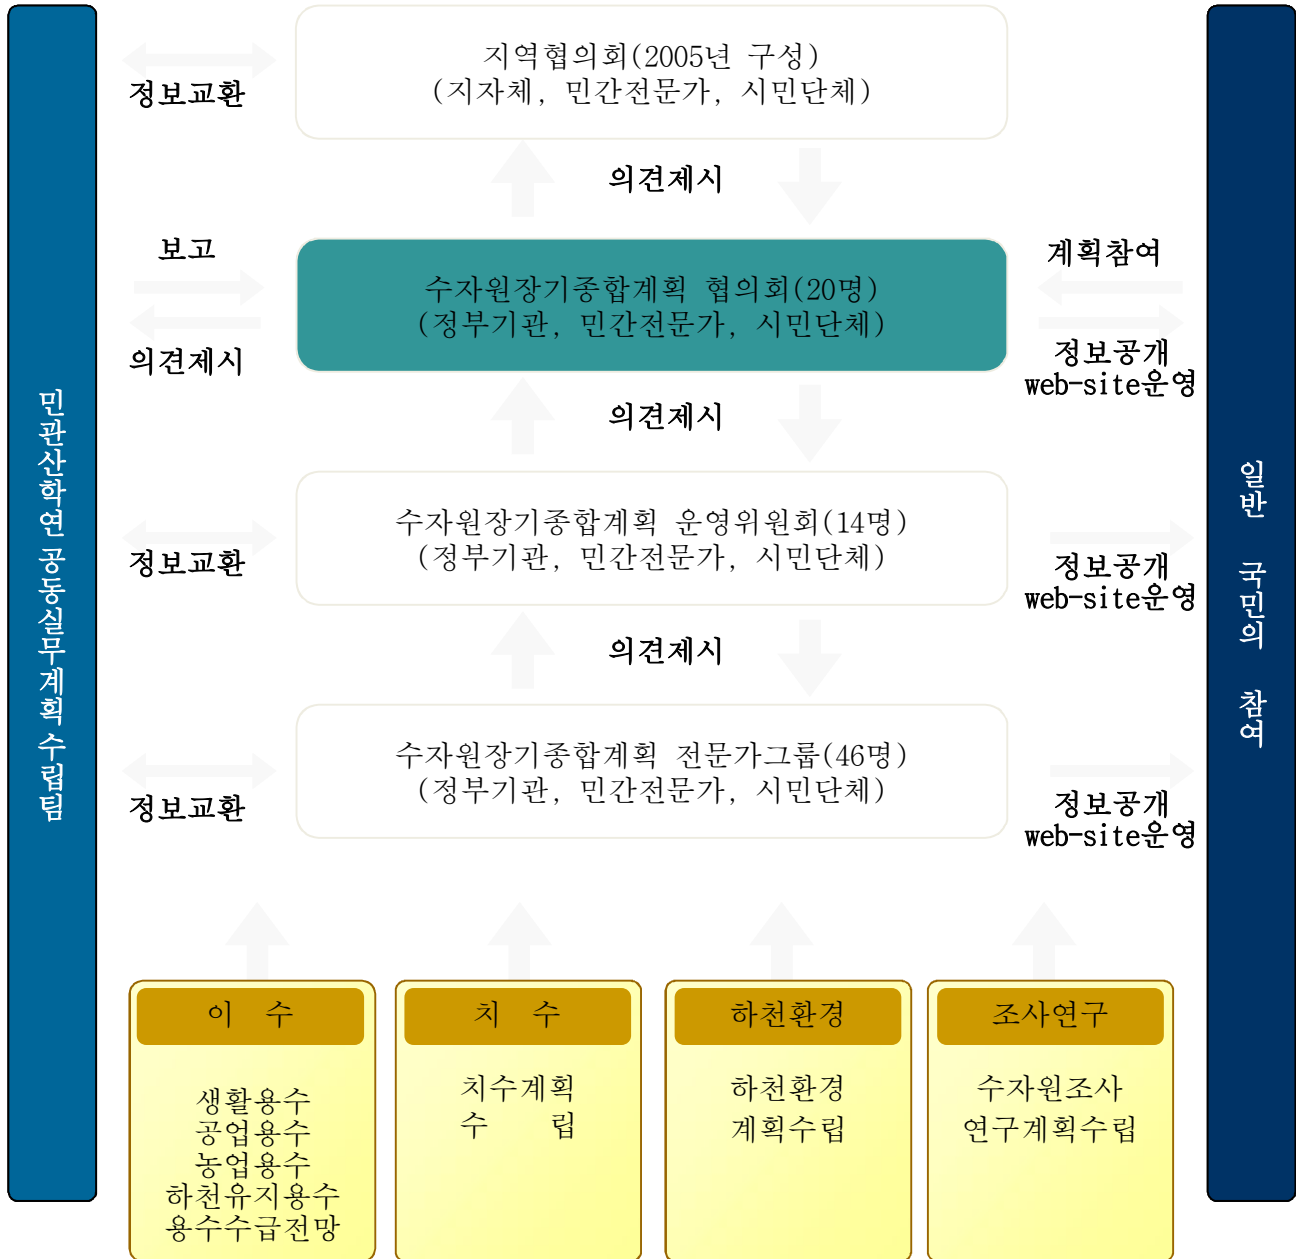 지역협의회(2005년 구성)
(지자체, 민간전문가, 시민단체)
정보교환
의견제시
보고
계획참여
수자원장기종합계획 협의회(20명)
(정부기관, 민간전문가, 시민단체)
의견제시
정보공개
web-site운영
의견제시
민관산학연 공동실무계획 수립팀
일반 국민의 참여
수자원장기종합계획 운영위원회(14명)
(정부기관, 민간전문가, 시민단체)
정보교환
정보공개
web-site운영
의견제시
수자원장기종합계획 전문가그룹(46명)
(정부기관, 민간전문가, 시민단체)
정보교환
정보공개
web-site운영
이 수
생활용수
공업용수
농업용수
하천유지용수
용수수급전망
치 수
치수계획
수 립
하천환경
하천환경
계획수립
조사연구
수자원조사
연구계획수립